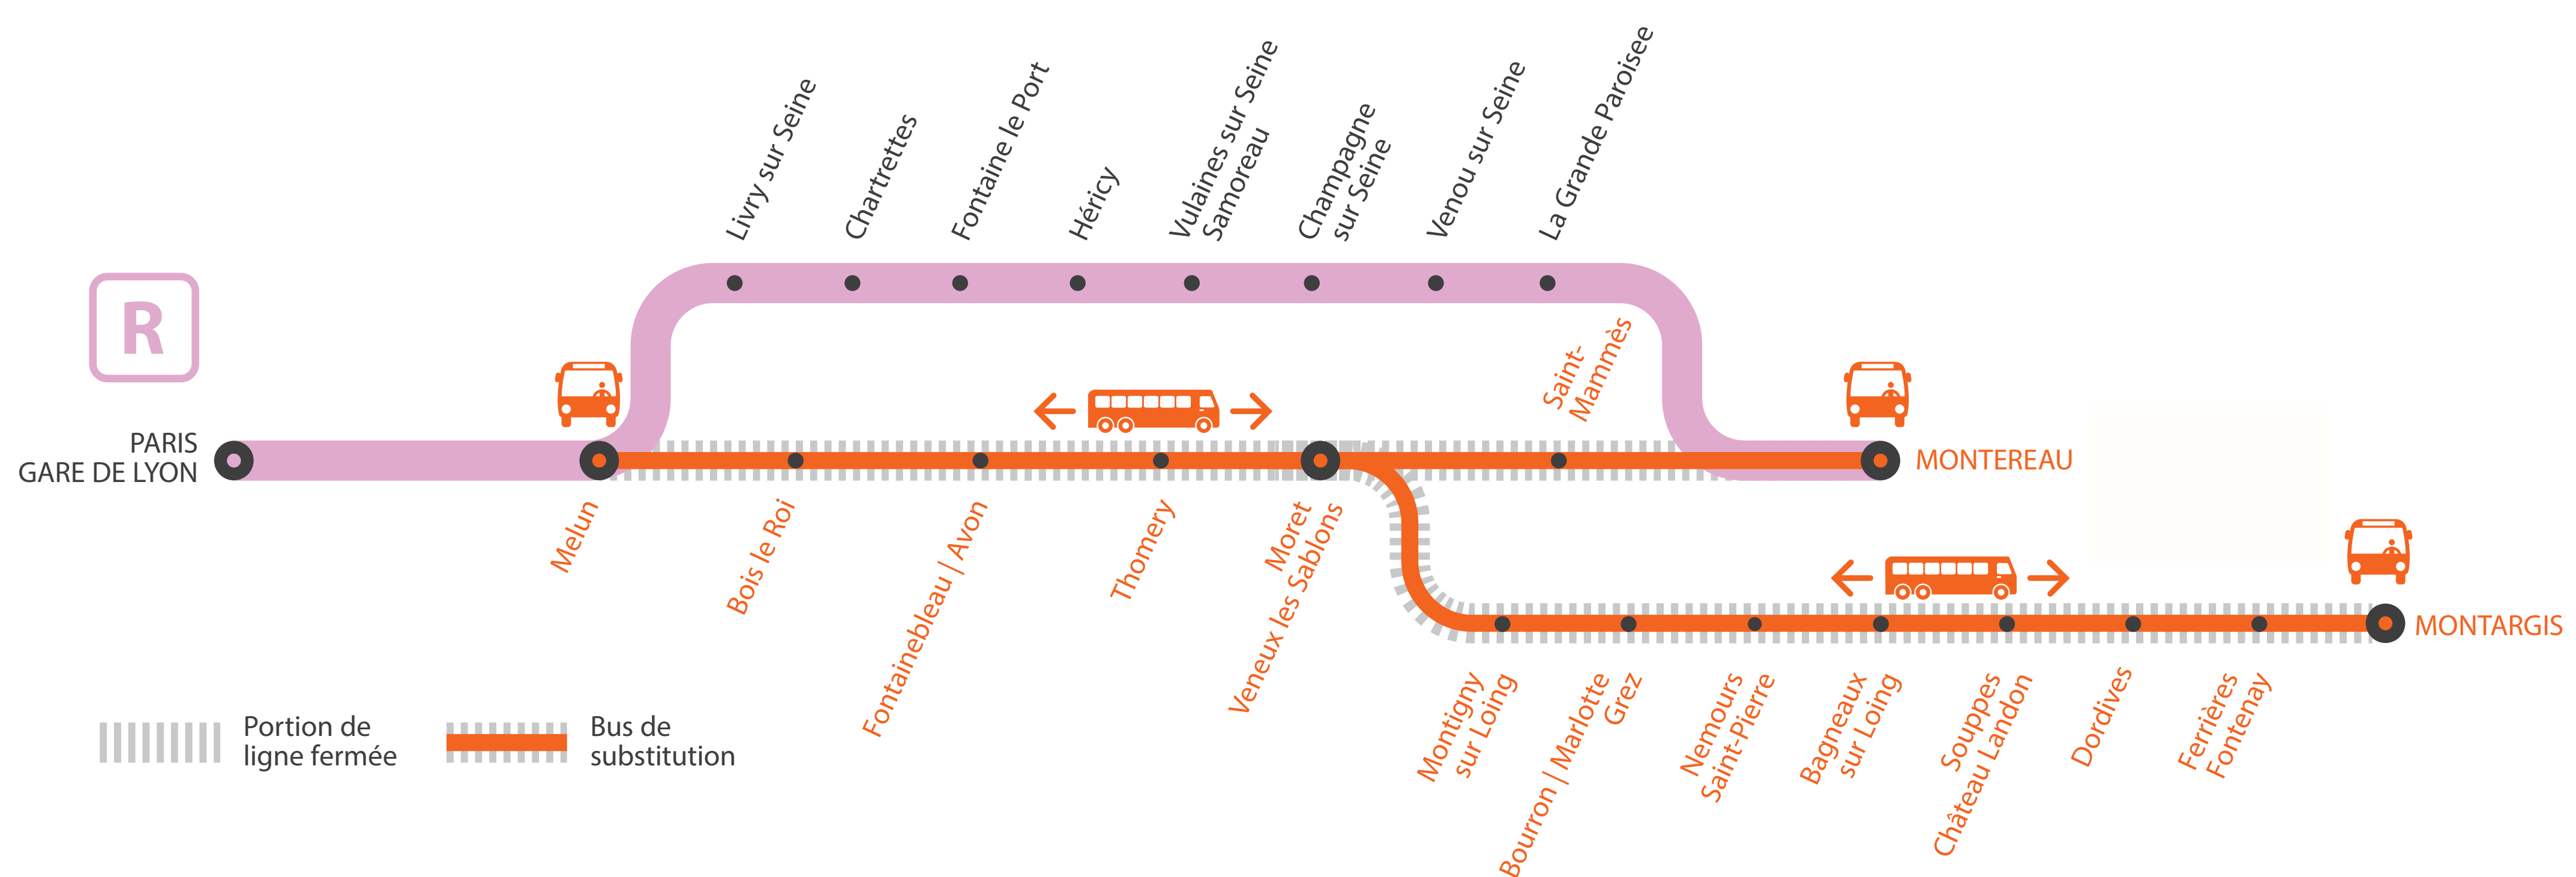 Livry sur Seine
Chartrettes
Fontaine le Port
Héricy
Vulaines sur Seine
Samoreau
Champagne
sur Seine
Venou sur Seine
La Grande Paroisee
R
PARIS
GARE DE LYON
Saint-
Mammès
MONTEREAU
Melun
Bois le Roi
Fontainebleau | Avon
Thomery
Moret
Veneux les Sablons
MONTARGIS
Montigny
sur Loing
Bourron | Marlotte
Grez
Nemours
Saint-Pierre
Bagneaux
sur Loing
Souppes
Château Landon
Dordives
Ferrières
Fontenay
Portion de
ligne fermée
Bus de
substitution